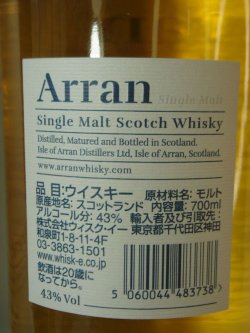 Arran
Single Malt
Single Malt Scotch Whisky
Distilled, Matured and Bottled in Scotland.
Isle of Arran Distillers Ltd, Isle of Arran, Scotland.
www.arranwhisky.com
品目:ウイスキー 原材料名:モルト
原産地名:スコットランド 内容量:700ml
アルコール分:43% 輸入者及び引取先:
株式会社ウィスク・イー 東京都千代田区神田
和泉町1-8-11-4F
03-3863-1501
www.whisk-e.co.jp
飲酒は20歳に
なってから。
43% Vol
5 060044 483738